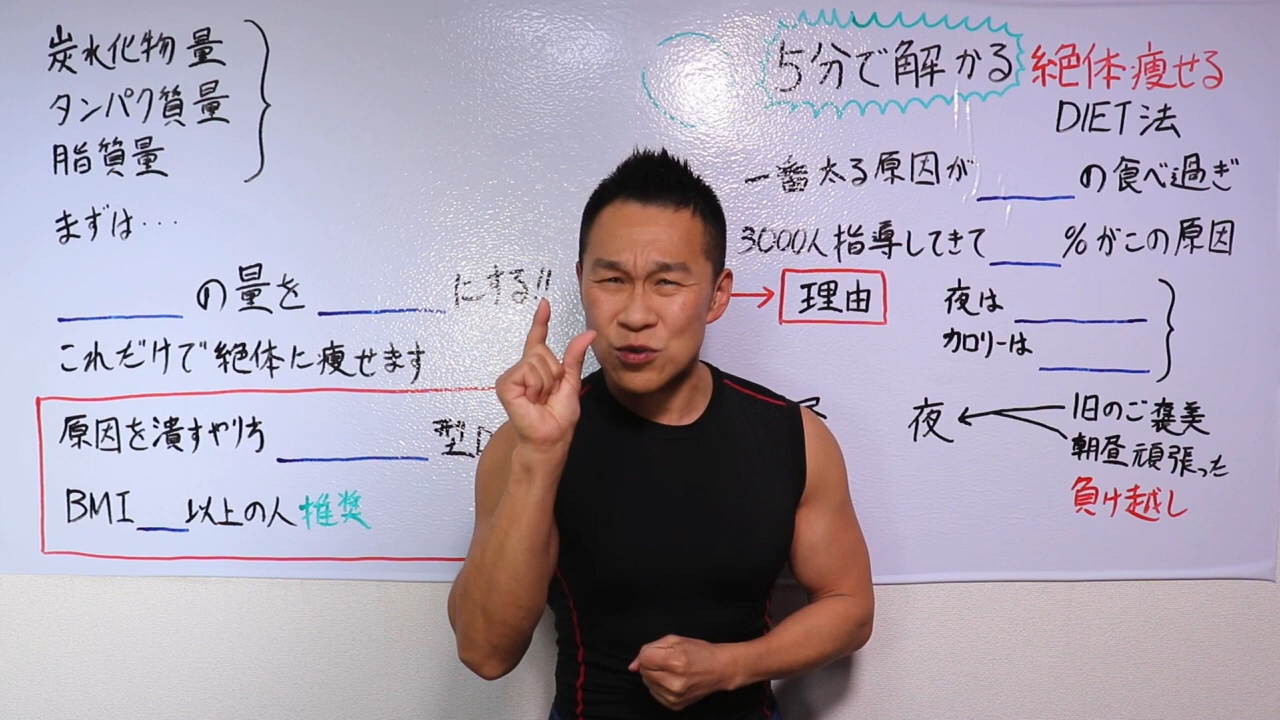 炭水化物量
タンパク質量
脂質量
まずは…
の量を にする!!
これだけで絶体に痩せます
原因を潰すやり方
型
BMI 以上の人推奨
5分で解かる絶体痩せる
DIET法
一番太る原因が の食べ過ぎ
3000人指導してきて %がこの原因
→ 理由
夜は
カロリーは
夜 ← 1日のご褒美
朝昼頑張った
負け越し